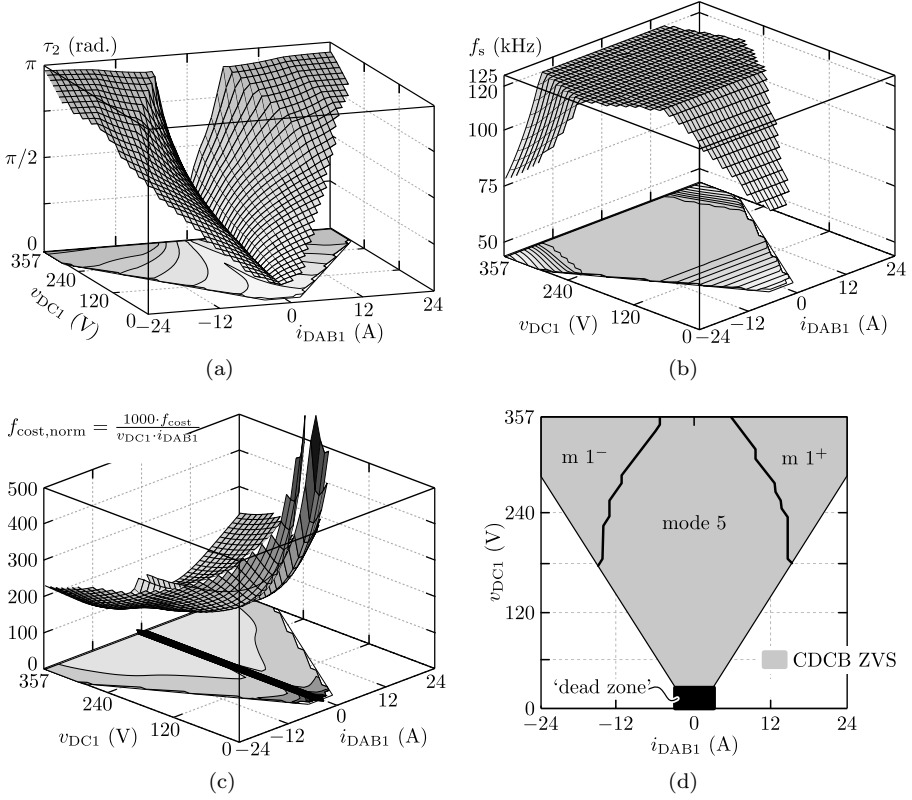 τ2 (rad.)
π
π/2
0
357
240
120
0
−24
−12
0
12
24
vDC1 (V)
iDAB1 (A)
(a)
fs (kHz)
125
120
100
75
50
357
240
120
0
−24
−12
0
12
24
vDC1 (V)
iDAB1 (A)
(b)
fcost,norm = 1000·fcost / vDC1·iDAB1
500
400
300
200
100
0
357
240
120
0
−24
−12
0
12
24
vDC1 (V)
iDAB1 (A)
(c)
357
240
120
0
vDC1 (V)
m 1−
m 1+
mode 5
CDCB ZVS
‘dead zone’
−24
−12
0
12
24
iDAB1 (A)
(d)